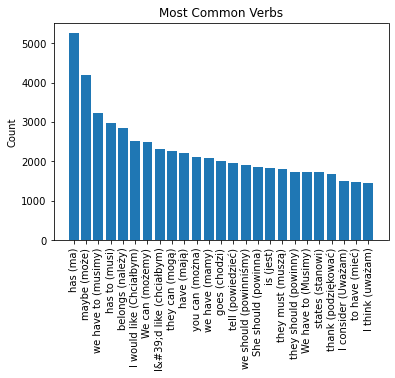 Most Common Verbs
Count
5000
4000
3000
2000
1000
0
has (ma)
maybe (może)
we have to (musimy)
has to (musi)
belongs (należy)
I would like (Chciałbym)
We can (możemy)
I&#39;d like (chciałbym)
they can (mogą)
have (mają)
you can (można)
we have (mamy)
goes (chodzi)
tell (powiedzieć)
we should (powinniśmy)
She should (powinna)
is (jest)
they must (muszą)
they should (powinny)
We have to (Musimy)
states (stanowi)
thank (podziękować)
I consider (Uważam)
to have (mieć)
I think (uważam)